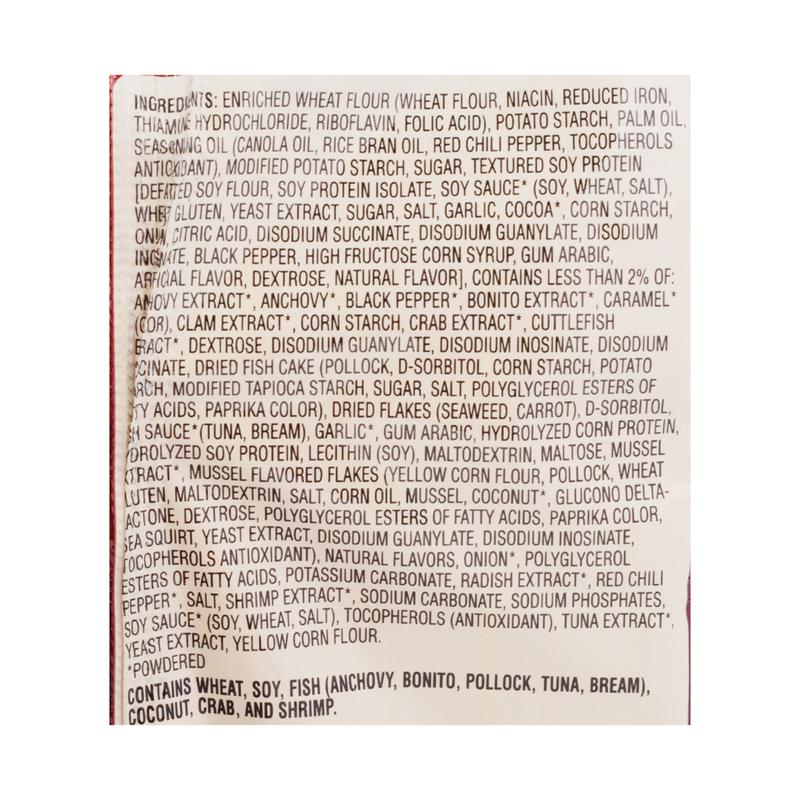 INGREDIENTS: ENRICHED WHEAT FLOUR (WHEAT FLOUR, NIACIN, REDUCED IRON,
THIAMINE HYDROCHLORIDE, RIBOFLAVIN, FOLIC ACID), POTATO STARCH, PALM OIL,
SEASONING OIL (CANOLA OIL, RICE BRAN OIL, RED CHILI PEPPER, TOCOPHEROLS
ANTIOXIDANT), MODIFIED POTATO STARCH, SUGAR, TEXTURED SOY PROTEIN
[DEFATTED SOY FLOUR, SOY PROTEIN ISOLATE, SOY SAUCE* (SOY, WHEAT, SALT),
GLUTEN, YEAST EXTRACT, SUGAR, SALT, GARLIC, COCOA*, CORN STARCH,
CITRIC ACID, DISODIUM SUCCINATE, DISODIUM GUANYLATE, DISODIUM
BLACK PEPPER, HIGH FRUCTOSE CORN SYRUP, GUM ARABIC,
FLAVOR, DEXTROSE, NATURAL FLAVOR], CONTAINS LESS THAN 2% OF:
ANCHOVY EXTRACT*, ANCHOVY*, BLACK PEPPER*, BONITO EXTRACT*, CARAMEL*
CLAM EXTRACT*, CORN STARCH, CRAB EXTRACT*, CUTTLEFISH
DEXTROSE, DISODIUM GUANYLATE, DISODIUM INOSINATE, DISODIUM
DRIED FISH CAKE (POLLOCK, D-SORBITOL, CORN STARCH, POTATO
MODIFIED TAPIOCA STARCH, SUGAR, SALT, POLYGLYCEROL ESTERS OF
ACIDS, PAPRIKA COLOR), DRIED FLAKES (SEAWEED, CARROT), D-SORBITOL,
SAUCE*(TUNA, BREAM), GARLIC*, GUM ARABIC, HYDROLYZED CORN PROTEIN,
SOY PROTEIN, LECITHIN (SOY), MALTODEXTRIN, MALTOSE, MUSSEL
MUSSEL FLAVORED FLAKES (YELLOW CORN FLOUR, POLLOCK, WHEAT
LUTEN, MALTODEXTRIN, SALT, CORN OIL, MUSSEL, COCONUT*, GLUCONO DELTA-
LACTONE, DEXTROSE, POLYGLYCEROL ESTERS OF FATTY ACIDS, PAPRIKA COLOR,
SEA SQUIRT, YEAST EXTRACT, DISODIUM GUANYLATE, DISODIUM INOSINATE,
TOCOPHEROLS ANTIOXIDANT), NATURAL FLAVORS, ONION*, POLYGLYCEROL
ESTERS OF FATTY ACIDS, POTASSIUM CARBONATE, RADISH EXTRACT*, RED CHILI
PEPPER*, SALT, SHRIMP EXTRACT*, SODIUM CARBONATE, SODIUM PHOSPHATES,
SOY SAUCE* (SOY, WHEAT, SALT), TOCOPHEROLS (ANTIOXIDANT), TUNA EXTRACT*,
YEAST EXTRACT, YELLOW CORN FLOUR.
*POWDERED
CONTAINS WHEAT, SOY, FISH (ANCHOVY, BONITO, POLLOCK, TUNA, BREAM),
COCONUT, CRAB, AND SHRIMP.